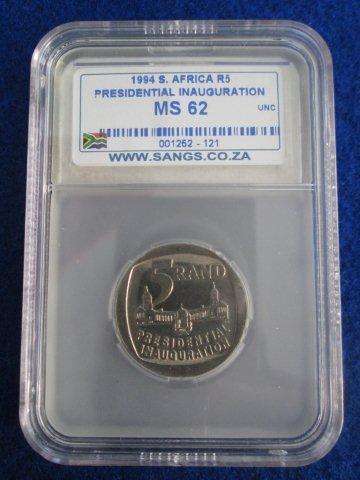 1994 S. AFRICA R5
PRESIDENTIAL INAUGURATION
MS 62
UNC
001262 - 121
WWW.SANGS.CO.ZA
5 RAND
PRESIDENTIAL
INAUGURATION